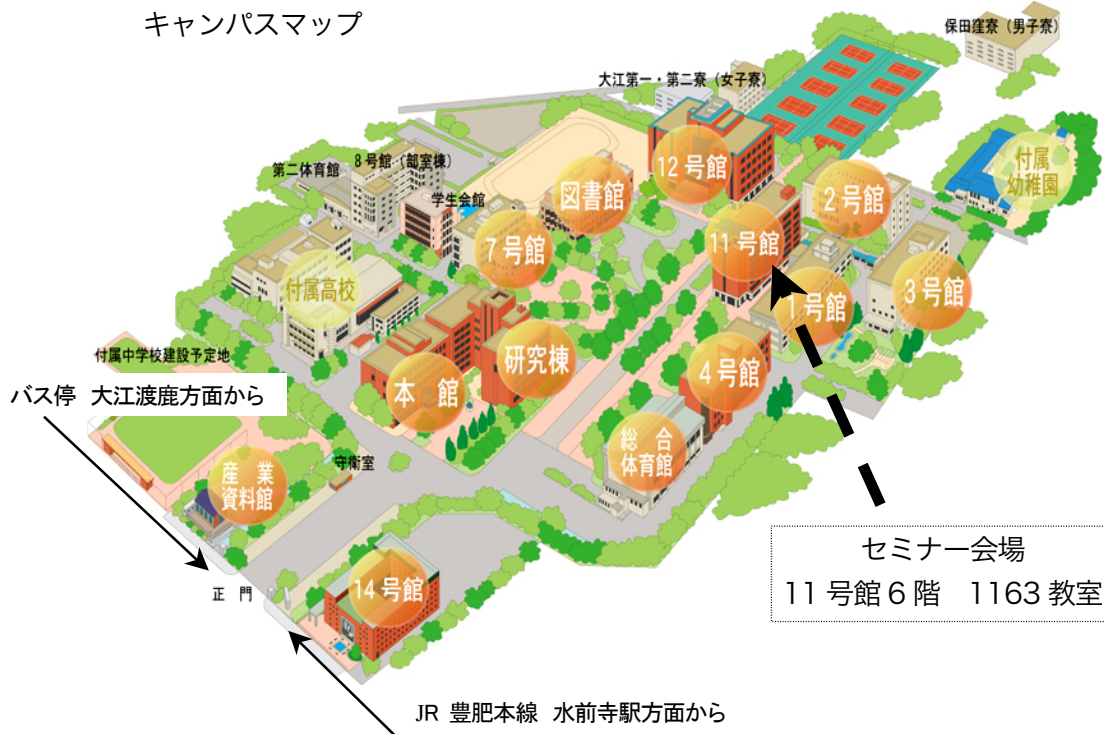 キャンパスマップ
保田窪寮（男子寮）
大江第一・第二寮（女子寮）
12号館
付属
幼稚園
第二体育館
8号館（部室棟）
学生会館
図書館
2号館
7号館
11号館
付属高校
1号館
3号館
付属中学校建設予定地
研究棟
4号館
本　館
バス停　大江渡鹿方面から
総　合
体育館
守衛室
産　業
資料館
セミナー会場
11号館6階　1163教室
14号館
正　門
JR 豊肥本線　水前寺駅方面から